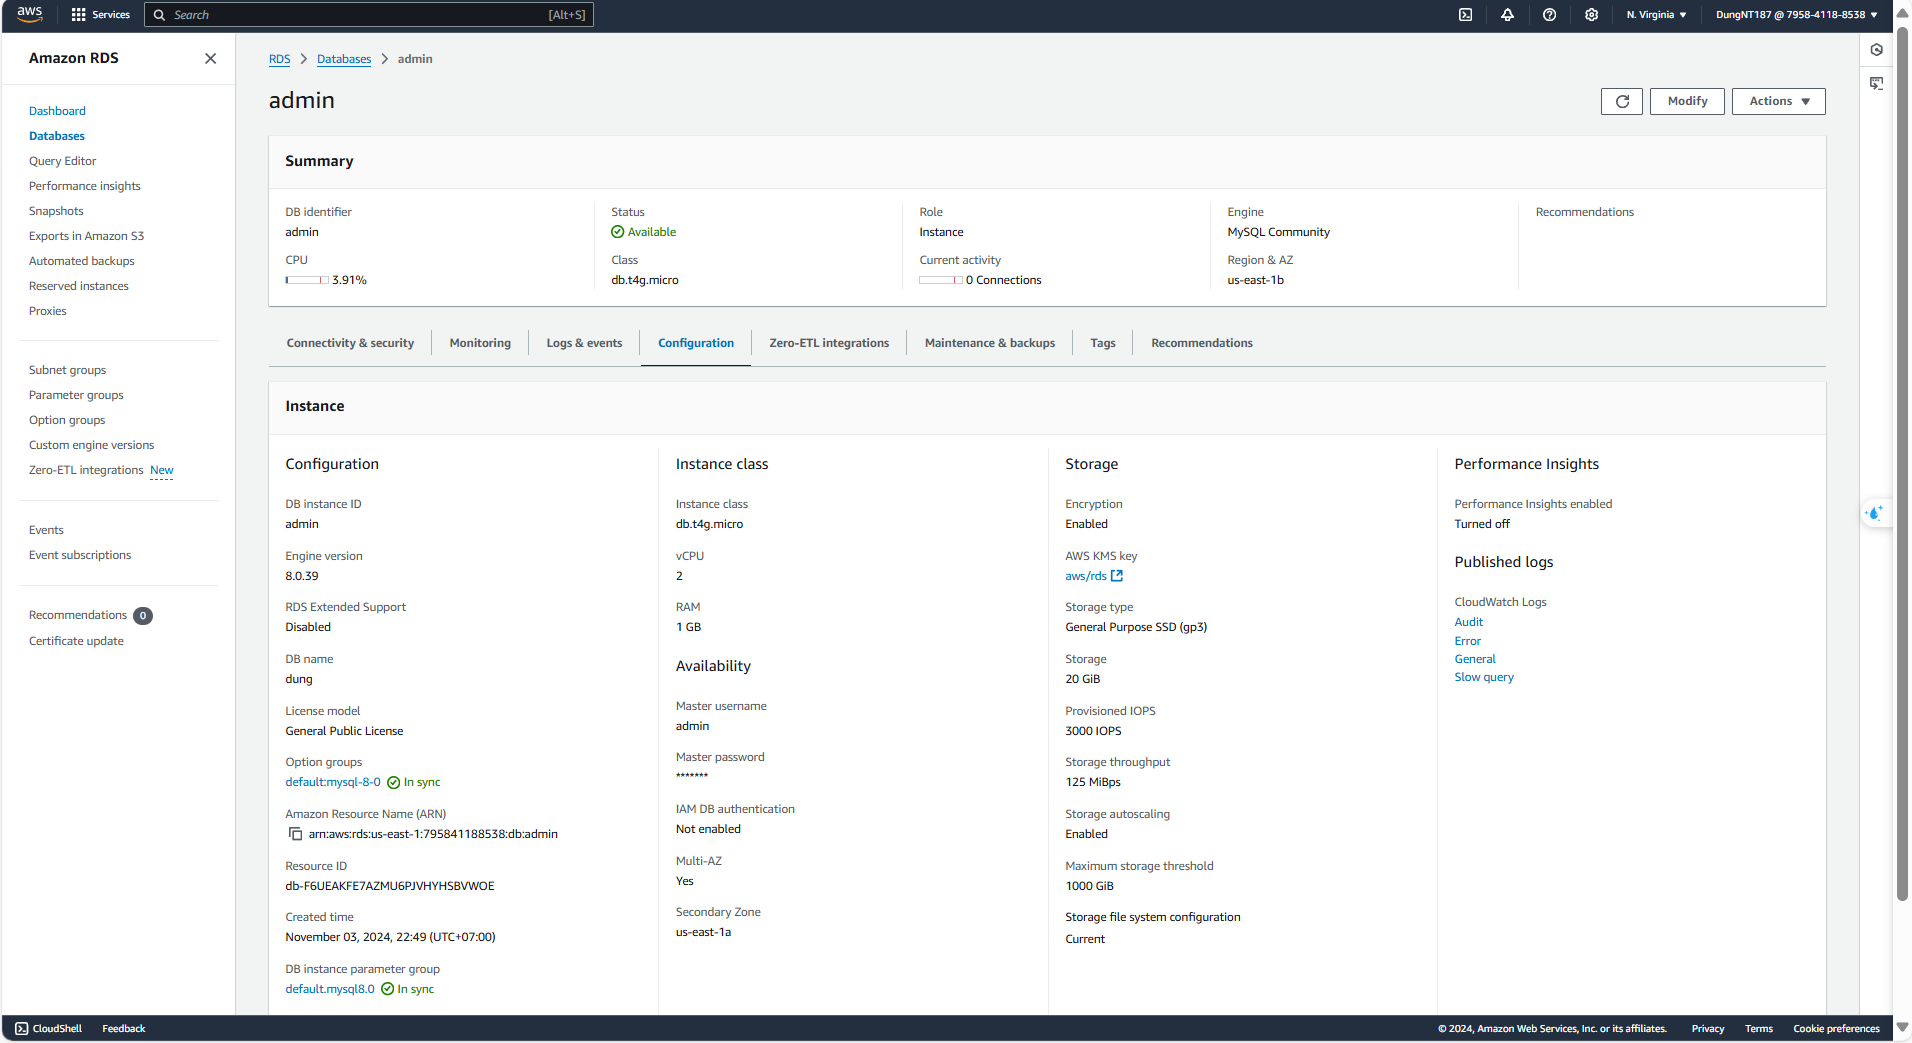 aws Services Search [Alt+S] N. Virginia DungNT187 @ 7958-4118-8538
Amazon RDS
Dashboard
Databases
Query Editor
Performance insights
Snapshots
Exports in Amazon S3
Automated backups
Reserved instances
Proxies
Subnet groups
Parameter groups
Option groups
Custom engine versions
Zero-ETL integrations New
Events
Event subscriptions
Recommendations 0
Certificate update
RDS Databases admin
admin
Modify Actions
Summary
DB identifier
admin
CPU
3.91%
Status
Available
Class
db.t4g.micro
Role
Instance
Current activity
0 Connections
Engine
MySQL Community
Region & AZ
us-east-1b
Recommendations
Connectivity & security Monitoring Logs & events Configuration Zero-ETL integrations Maintenance & backups Tags Recommendations
Instance
Configuration
DB instance ID
admin
Engine version
8.0.39
RDS Extended Support
Disabled
DB name
dung
License model
General Public License
Option groups
default:mysql-8-0 In sync
Amazon Resource Name (ARN)
arn:aws:rds:us-east-1:795841188538:db:admin
Resource ID
db-F6UEAKFE7AZMU6PJVHYHSBVWOE
Created time
November 03, 2024, 22:49 (UTC+07:00)
DB instance parameter group
default.mysql8.0 In sync
Instance class
Instance class
db.t4g.micro
vCPU
2
RAM
1 GB
Availability
Master username
admin
Master password
*******
IAM DB authentication
Not enabled
Multi-AZ
Yes
Secondary Zone
us-east-1a
Storage
Encryption
Enabled
AWS KMS key
aws/rds
Storage type
General Purpose SSD (gp3)
Storage
20 GiB
Provisioned IOPS
3000 IOPS
Storage throughput
125 MiBps
Storage autoscaling
Enabled
Maximum storage threshold
1000 GiB
Storage file system configuration
Current
Performance Insights
Performance Insights enabled
Turned off
Published logs
CloudWatch Logs
Audit
Error
General
Slow query
CloudShell Feedback © 2024, Amazon Web Services, Inc. or its affiliates. Privacy Terms Cookie preferences